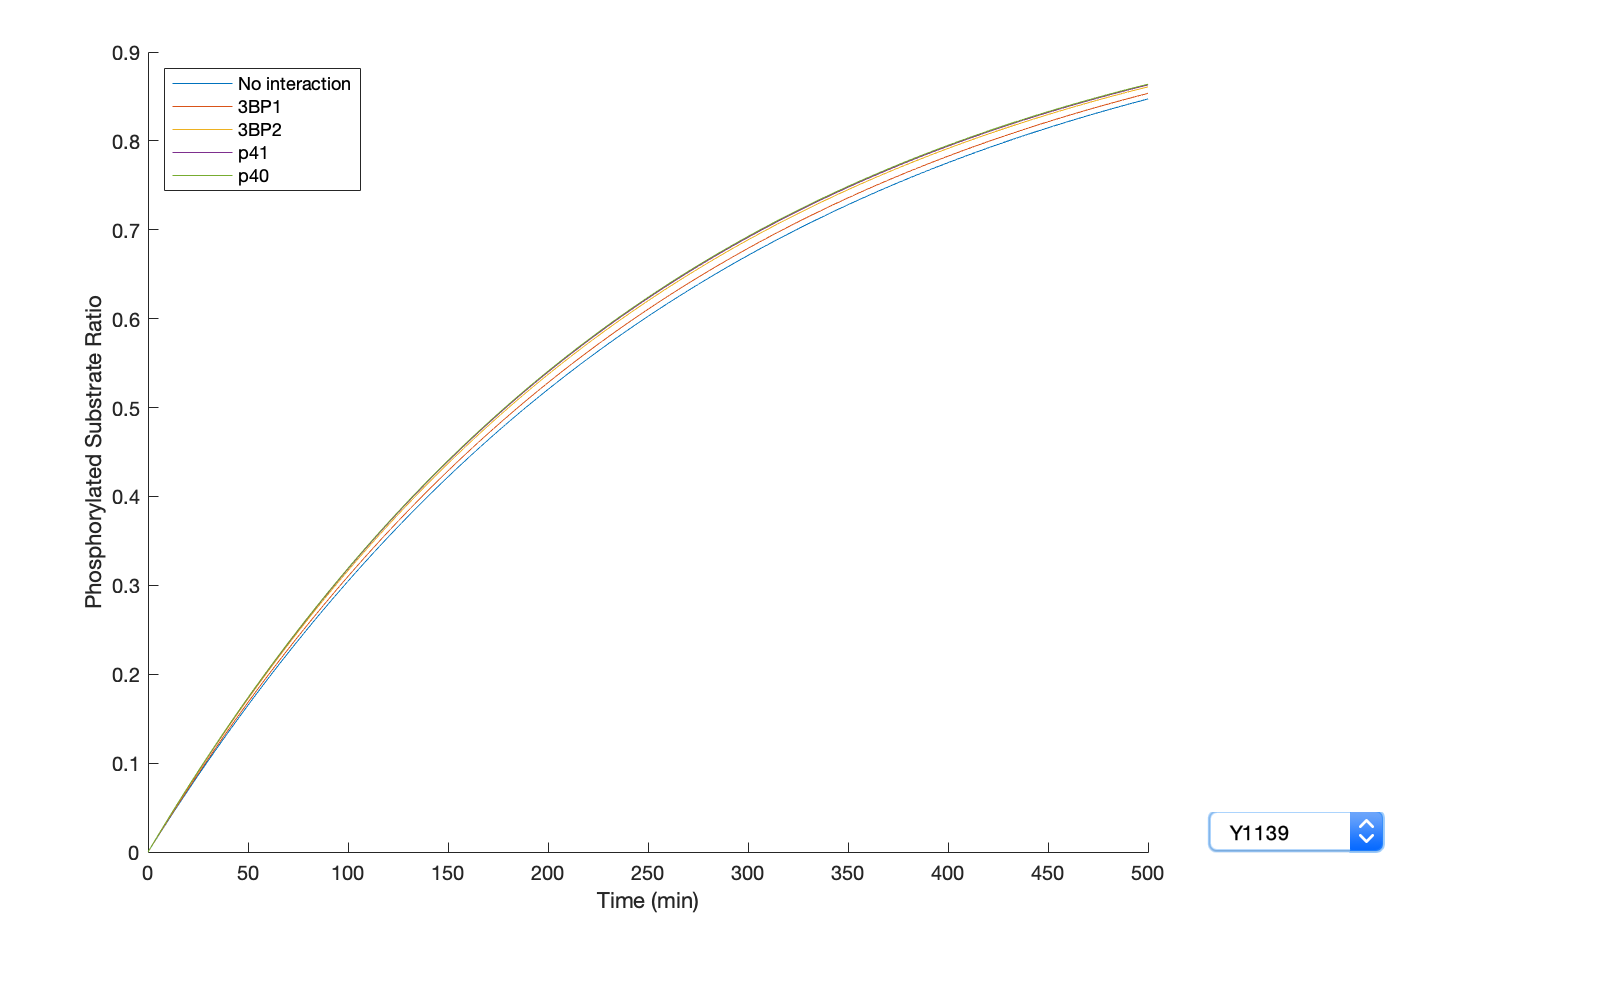 0.9
0.8
0.7
0.6
0.5
0.4
0.3
0.2
0.1
0
Phosphorylated Substrate Ratio
No interaction
3BP1
3BP2
p41
p40
0 50 100 150 200 250 300 350 400 450 500
Time (min)
Y1139